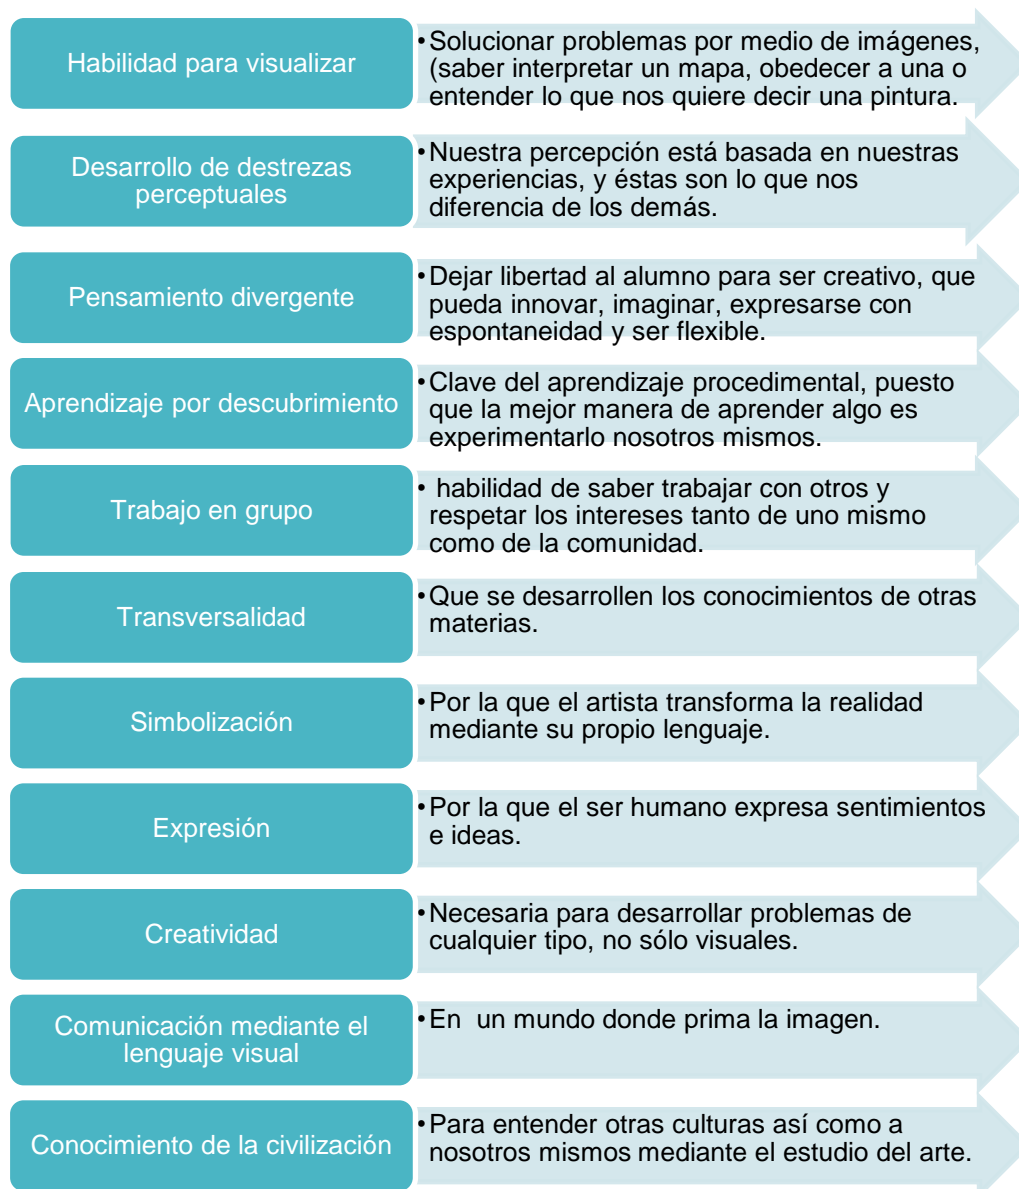 Habilidad para visualizar
•Solucionar problemas por medio de imágenes,
(saber interpretar un mapa, obedecer a una o
entender lo que nos quiere decir una pintura.
Desarrollo de destrezas
perceptuales
•Nuestra percepción está basada en nuestras
experiencias, y éstas son lo que nos
diferencia de los demás.
Pensamiento divergente
•Dejar libertad al alumno para ser creativo, que
pueda innovar, imaginar, expresarse con
espontaneidad y ser flexible.
Aprendizaje por descubrimiento
•Clave del aprendizaje procedimental, puesto
que la mejor manera de aprender algo es
experimentarlo nosotros mismos.
Trabajo en grupo
• habilidad de saber trabajar con otros y
respetar los intereses tanto de uno mismo
como de la comunidad.
Transversalidad
•Que se desarrollen los conocimientos de otras
materias.
Simbolización
•Por la que el artista transforma la realidad
mediante su propio lenguaje.
Expresión
•Por la que el ser humano expresa sentimientos
e ideas.
Creatividad
•Necesaria para desarrollar problemas de
cualquier tipo, no sólo visuales.
Comunicación mediante el
lenguaje visual
•En un mundo donde prima la imagen.
Conocimiento de la civilización
•Para entender otras culturas así como a
nosotros mismos mediante el estudio del arte.